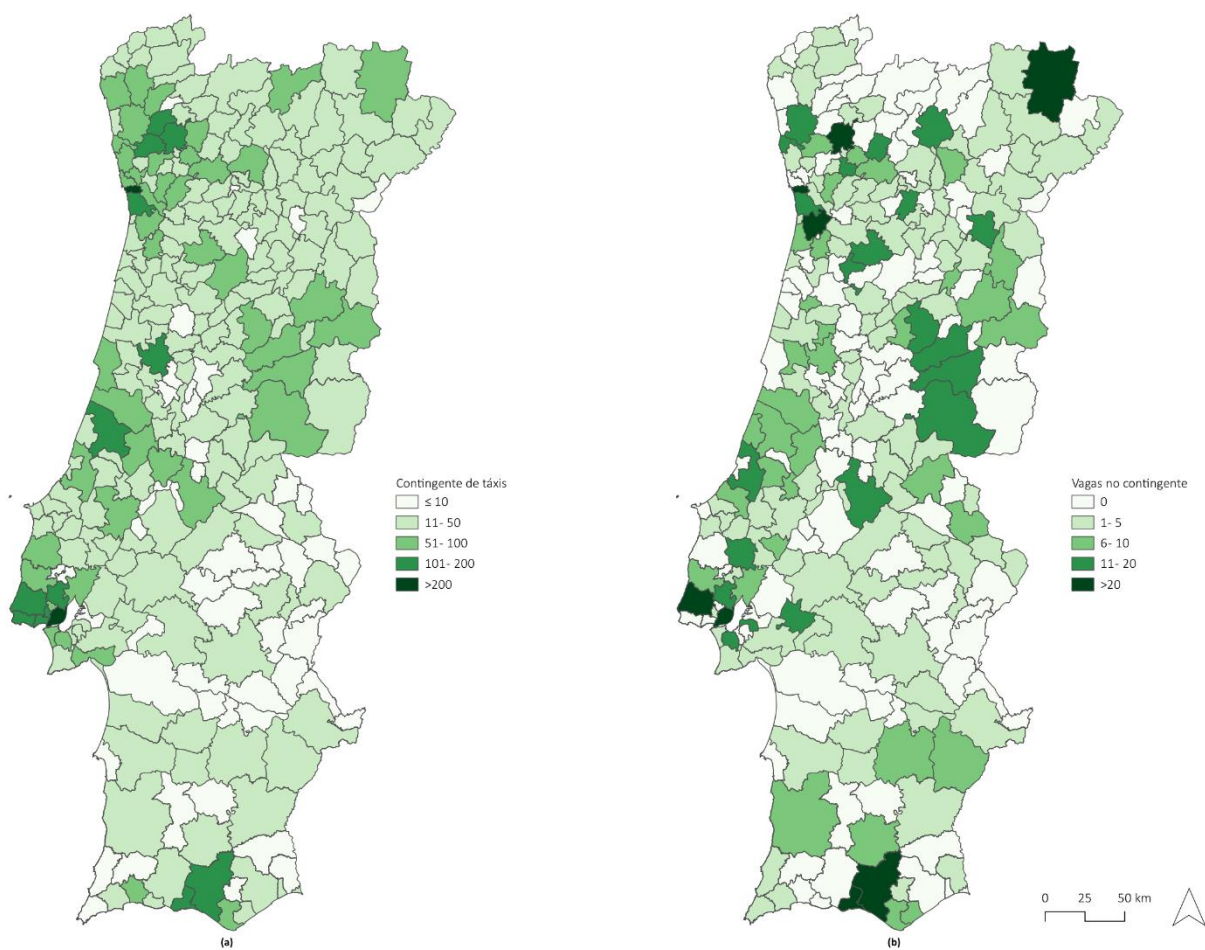 Contingente de táxis
≤ 10
11- 50
51- 100
101- 200
>200
(a)
Vagas no contingente
0
1- 5
6- 10
11- 20
>20
0 25 50 km
(b)